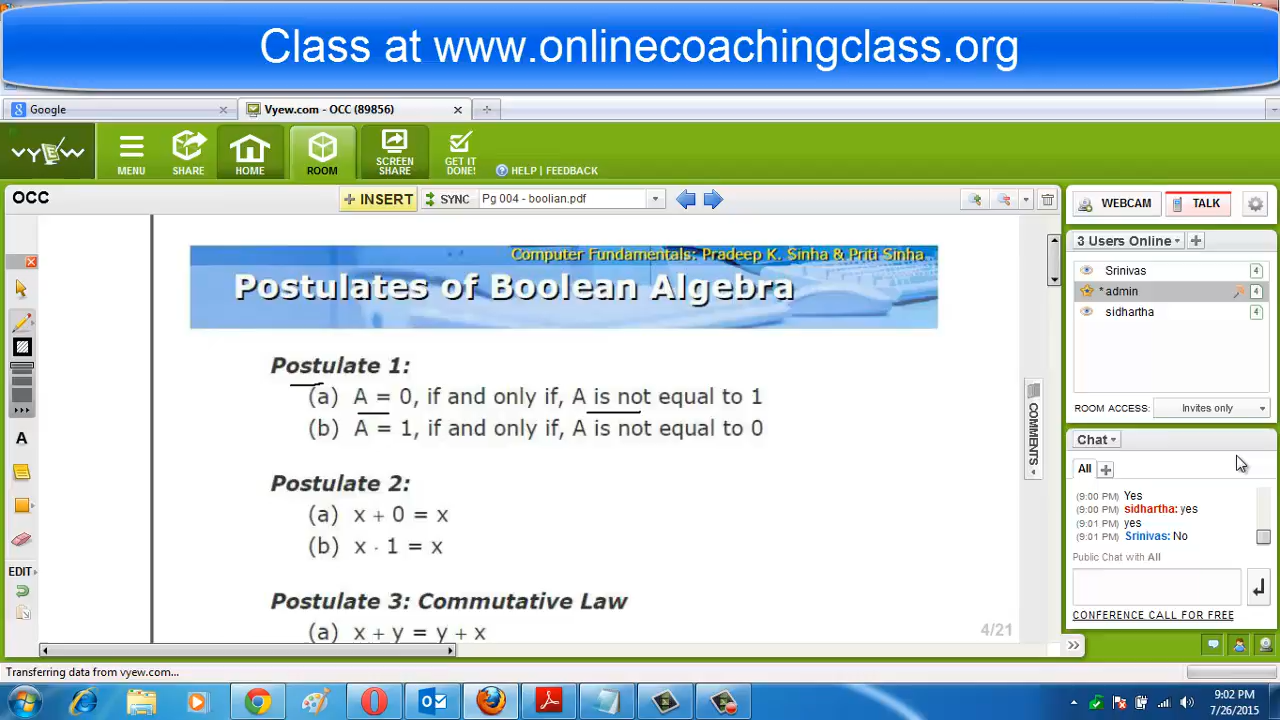 Class at www.onlinecoachingclass.org
Google
Vyew.com - OCC (89856)
vyew
MENU
SHARE
HOME
ROOM
SCREEN SHARE
GET IT DONE!
HELP | FEEDBACK
OCC
+ INSERT
SYNC
Pg 004 - boolian.pdf
WEBCAM
TALK
3 Users Online
Srinivas 4
*admin 4
sidhartha 4
ROOM ACCESS: Invites only
Computer Fundamentals: Pradeep K. Sinha & Priti Sinha
Postulates of Boolean Algebra
Postulate 1:
(a) A = 0, if and only if, A is not equal to 1
(b) A = 1, if and only if, A is not equal to 0
Postulate 2:
(a) x + 0 = x
(b) x · 1 = x
Postulate 3: Commutative Law
(a) x + y = y + x
4/21
COMMENTS
A
EDIT
Chat
All
(9:00 PM) Yes
(9:00 PM) sidhartha: yes
(9:01 PM) yes
(9:01 PM) Srinivas: No
Public Chat with All
CONFERENCE CALL FOR FREE
Transferring data from vyew.com...
9:02 PM
7/26/2015